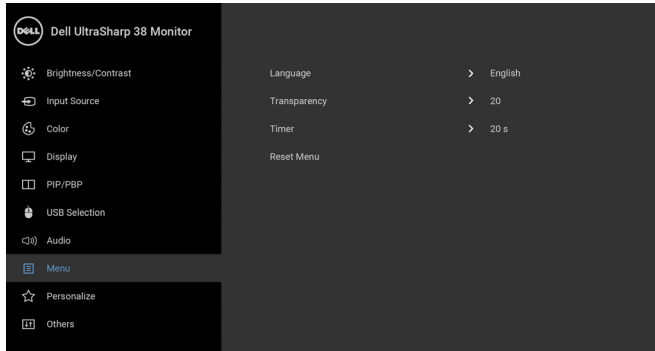 DELL Dell UltraSharp 38 Monitor
Brightness/Contrast
Input Source
Color
Display
PIP/PBP
USB Selection
Audio
Menu
Personalize
Others
Language > English
Transparency > 20
Timer > 20 s
Reset Menu